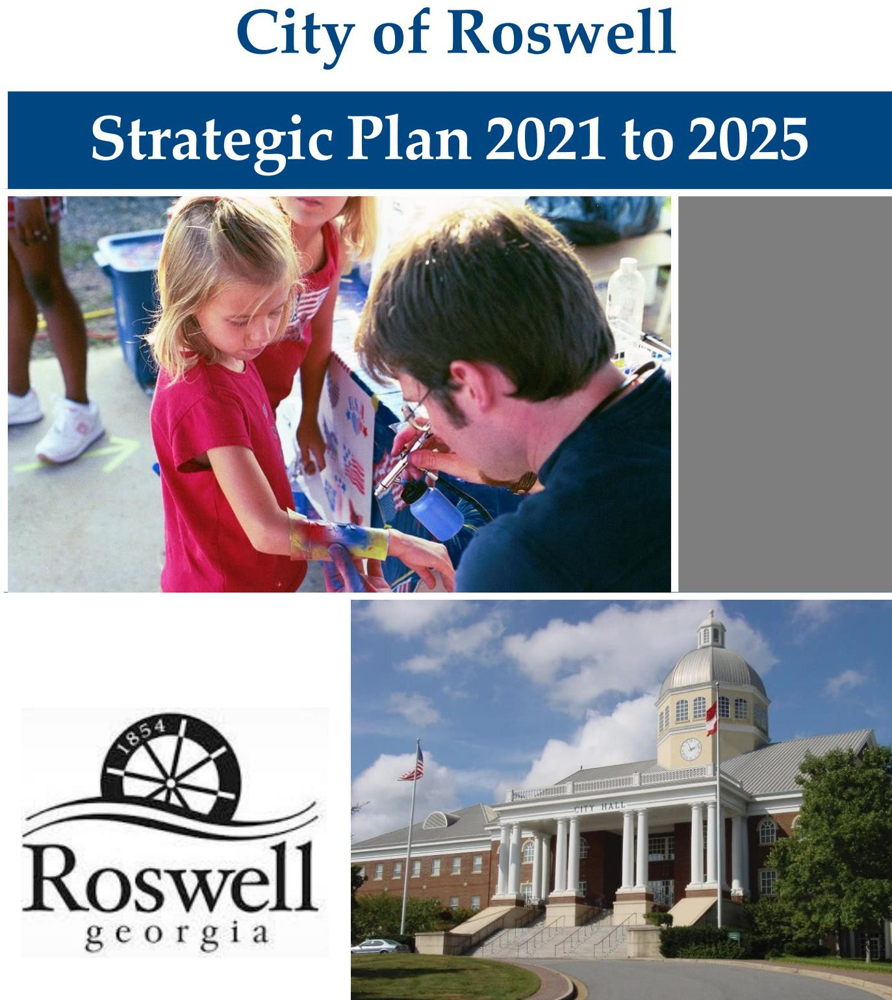 City of Roswell
Strategic Plan 2021 to 2025
1854
Roswell
georgia
CITY HALL